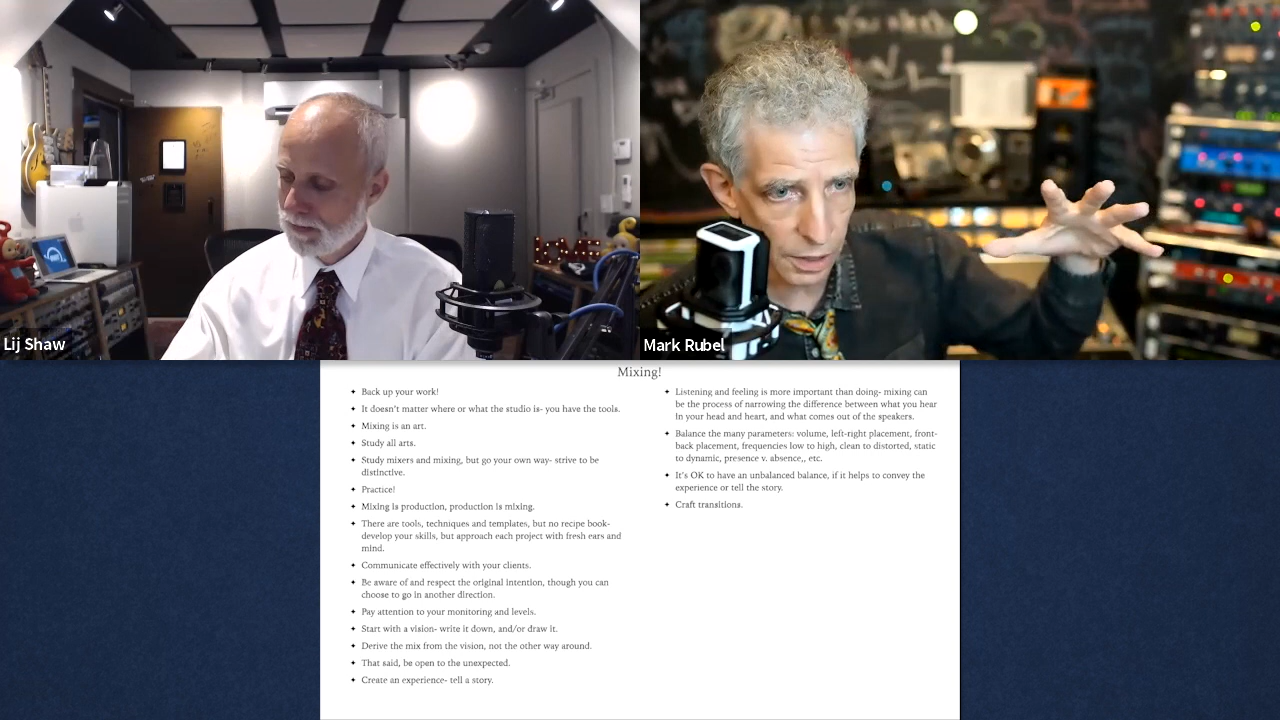 Lij Shaw
Mark Rubel
Mixing!
✦ Back up your work!
✦ It doesn't matter where or what the studio is- you have the tools.
✦ Mixing is an art.
✦ Study all arts.
✦ Study mixers and mixing, but go your own way- strive to be
distinctive.
✦ Practice!
✦ Mixing is production, production is mixing.
✦ There are tools, techniques and templates, but no recipe book-
develop your skills, but approach each project with fresh ears and
mind.
✦ Communicate effectively with your clients.
✦ Be aware of and respect the original intention, though you can
choose to go in another direction.
✦ Pay attention to your monitoring and levels.
✦ Start with a vision- write it down, and/or draw it.
✦ Derive the mix from the vision, not the other way around.
✦ That said, be open to the unexpected.
✦ Create an experience- tell a story.
✦ Listening and feeling is more important than doing- mixing can
be the process of narrowing the difference between what you hear
in your head and heart, and what comes out of the speakers.
✦ Balance the many parameters: volume, left-right placement, front-
back placement, frequencies low to high, clean to distorted, static
to dynamic, presence v. absence,, etc.
✦ It's OK to have an unbalanced balance, if it helps to convey the
experience or tell the story.
✦ Craft transitions.